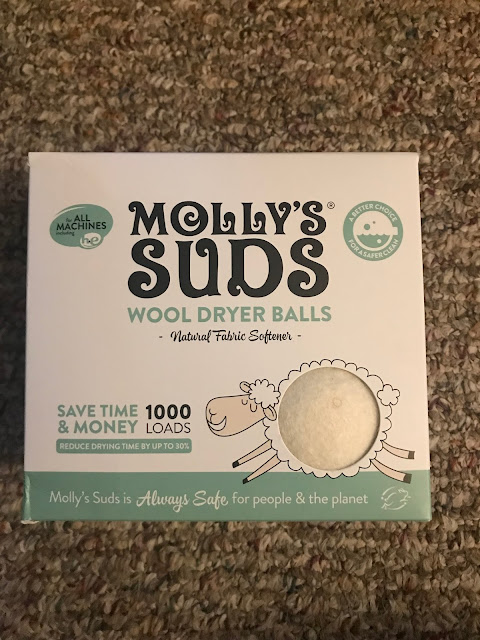 for ALL
MACHINES
including
he
MOLLY'S®
SUDS
A BETTER CHOICE
FOR A SAFER CLEAN
WOOL DRYER BALLS
- Natural Fabric Softener -
SAVE TIME
& MONEY
1000
LOADS
REDUCE DRYING TIME BY UP TO 30%
Molly's Suds is Always Safe for people & the planet